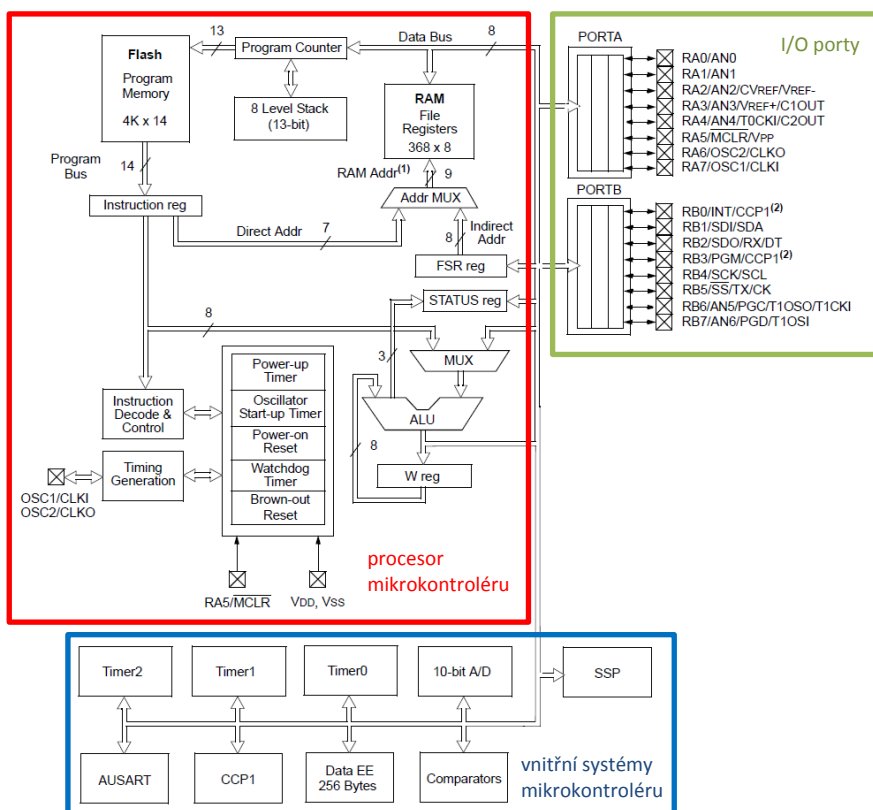 13
Data Bus
8
Flash
Program
Memory
4K x 14
Program Counter
8 Level Stack
(13-bit)
RAM
File
Registers
368 x 8
Program
Bus
14
RAM Addr(1)
9
Instruction reg
Addr MUX
Direct Addr
7
8
Indirect
Addr
FSR reg
STATUS reg
8
3
MUX
Power-up
Timer
Oscillator
Start-up Timer
Power-on
Reset
Watchdog
Timer
Brown-out
Reset
Instruction
Decode &
Control
ALU
8
W reg
Timing
Generation
OSC1/CLKI
OSC2/CLKO
RA5/MCLR
VDD, VSS
procesor
mikrokontroléru
PORTA
I/O porty
RA0/AN0
RA1/AN1
RA2/AN2/CVREF/VREF-
RA3/AN3/VREF+/C1OUT
RA4/AN4/T0CKI/C2OUT
RA5/MCLR/VPP
RA6/OSC2/CLKO
RA7/OSC1/CLKI
PORTB
RB0/INT/CCP1(2)
RB1/SDI/SDA
RB2/SDO/RX/DT
RB3/PGM/CCP1(2)
RB4/SCK/SCL
RB5/SS/TX/CK
RB6/AN5/PGC/T1OSO/T1CKI
RB7/AN6/PGD/T1OSI
Timer2
Timer1
Timer0
10-bit A/D
SSP
AUSART
CCP1
Data EE
256 Bytes
Comparators
vnitřní systémy
mikrokontroléru